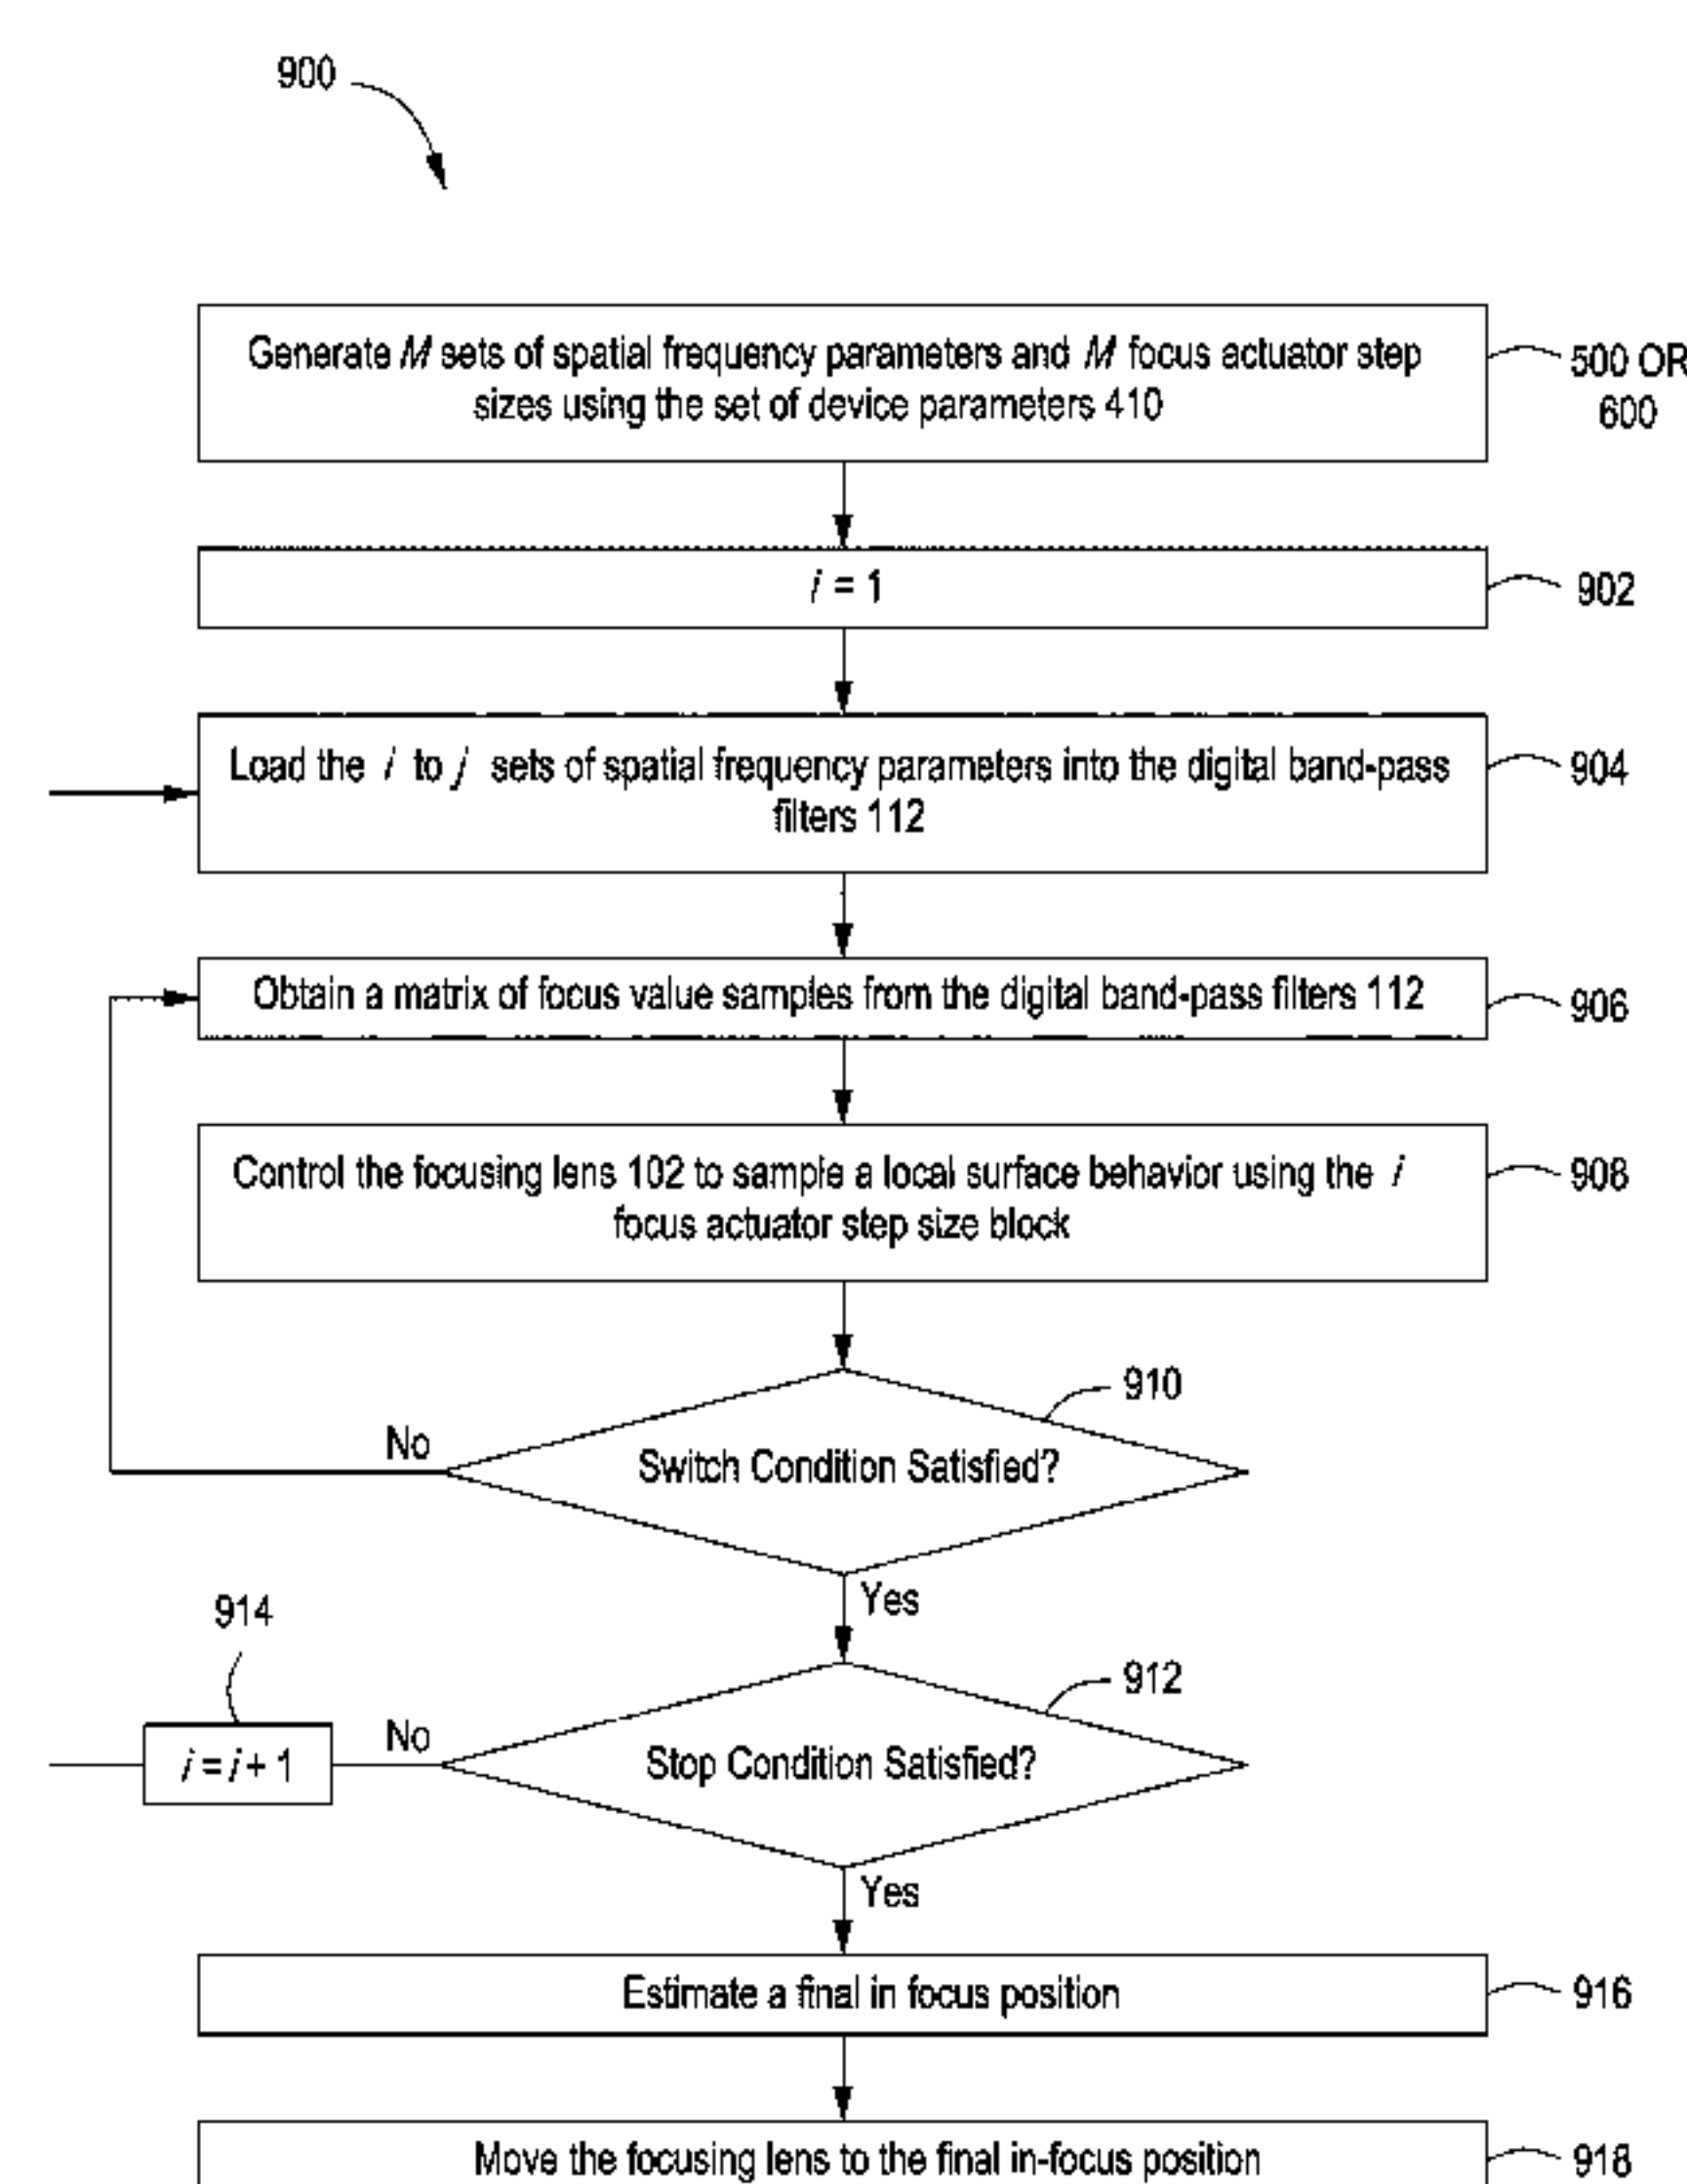 900
Generate M sets of spatial frequency parameters and M focus actuator step
sizes using the set of device parameters 410
500 OR
600
i = 1
902
Load the i to j sets of spatial frequency parameters into the digital band-pass
filters 112
904
Obtain a matrix of focus value samples from the digital band-pass filters 112
906
Control the focusing lens 102 to sample a local surface behavior using the i
focus actuator step size block
908
910
No
Switch Condition Satisfied?
Yes
914
912
i = i + 1
No
Stop Condition Satisfied?
Yes
Estimate a final in focus position
916
Move the focusing lens to the final in-focus position
918